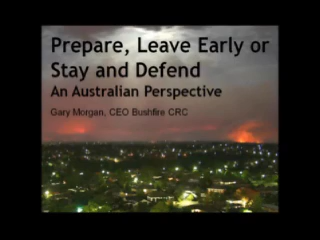 Prepare, Leave Early or
Stay and Defend
An Australian Perspective
Gary Morgan, CEO Bushfire CRC